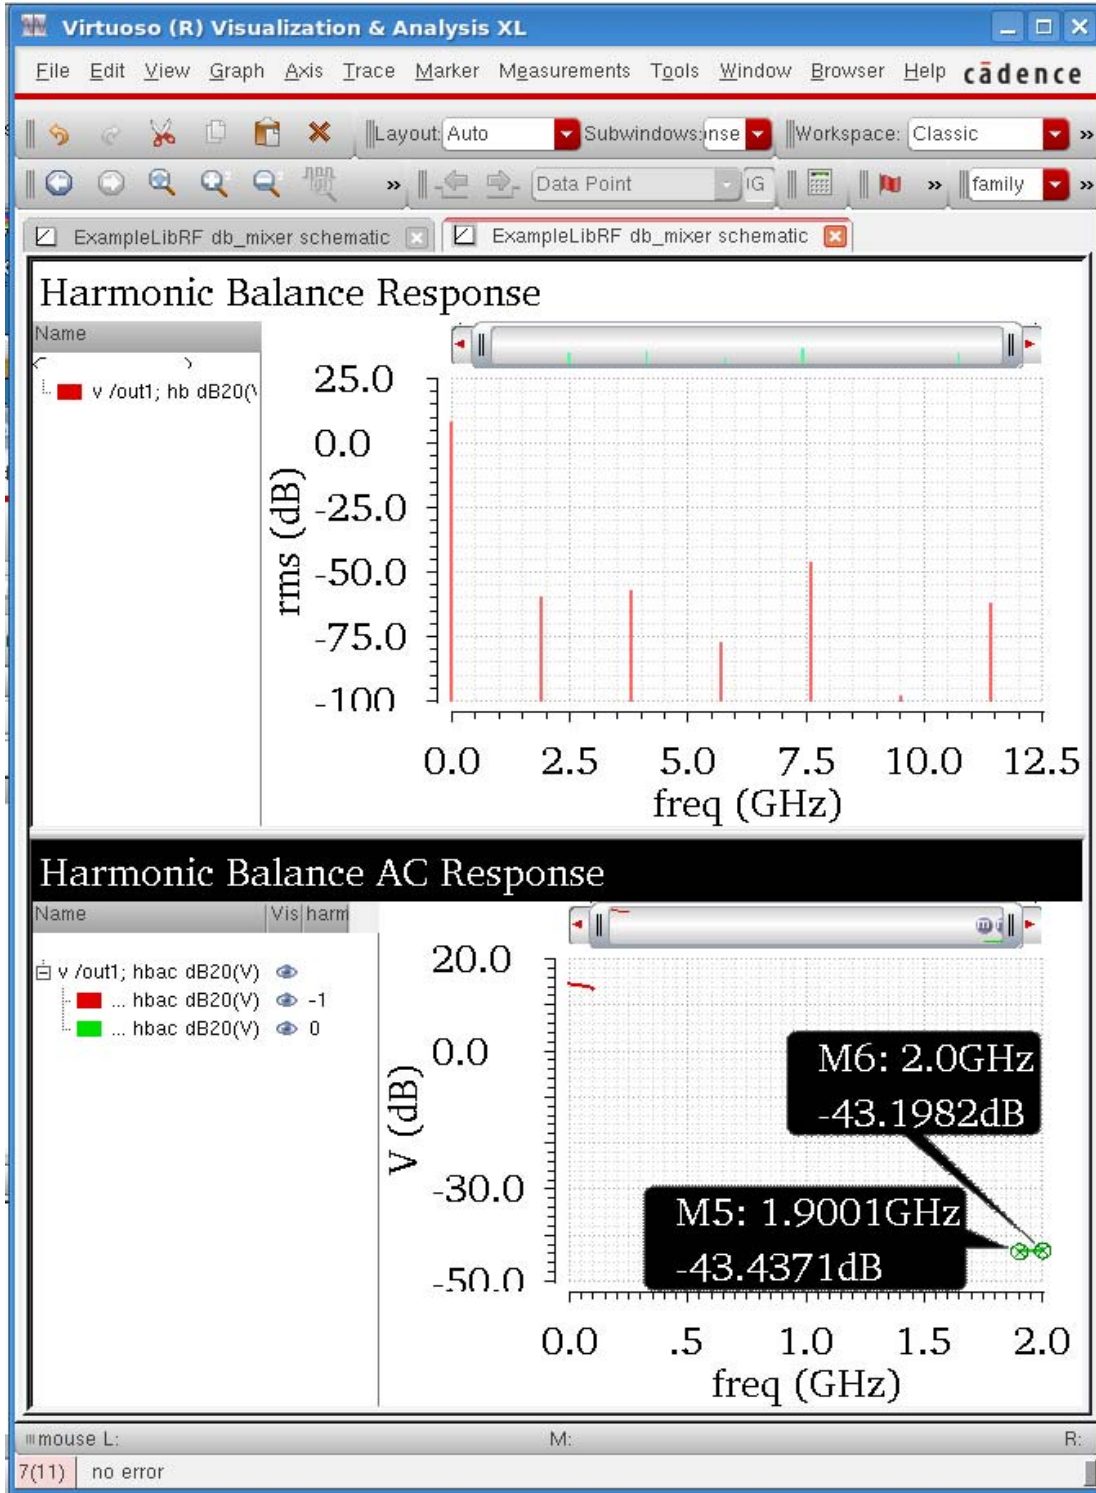 Virtuoso (R) Visualization & Analysis XL
File Edit View Graph Axis Trace Marker Measurements Tools Window Browser Help cādence
Layout: Auto Subwindows: nse Workspace: Classic »
» Data Point IG » family »
ExampleLibRF db_mixer schematic ExampleLibRF db_mixer schematic
Harmonic Balance Response
Name
v /out1; hb dB20(
25.0
0.0
-25.0
-50.0
-75.0
-100
rms (dB)
0.0 2.5 5.0 7.5 10.0 12.5
freq (GHz)
Harmonic Balance AC Response
Name Vis harm
v /out1; hbac dB20(V)
... hbac dB20(V) -1
... hbac dB20(V) 0
20.0
0.0
-30.0
-50.0
V (dB)
M6: 2.0GHz
-43.1982dB
M5: 1.9001GHz
-43.4371dB
0.0 .5 1.0 1.5 2.0
freq (GHz)
mouse L: M: R:
7(11) no error